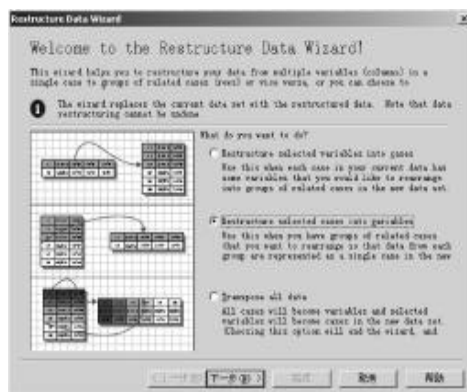 Restructure Data Wizard
Welcome to the Restructure Data Wizard!
This wizard helps you to restructure your data from multiple variables (columns) in a
single case to groups of related cases (rows) or vice versa, or you can choose to
The wizard replaces the current data set with the restructured data. Note that data
restructuring cannot be undone
What do you want to do?
Restructure selected variables into cases
Use this when each case in your current data has
some variables that you would like to rearrange
into groups of related cases in the new data set.
Restructure selected cases into variables
Use this when you have groups of related cases
that you want to rearrange so that data from each
group are represented as a single case in the new
Transpose all data
All cases will become variables and selected
variables will become cases in the new data set.
Choosing this option will end the wizard, and
下一步(N) >
完成
取消
帮助